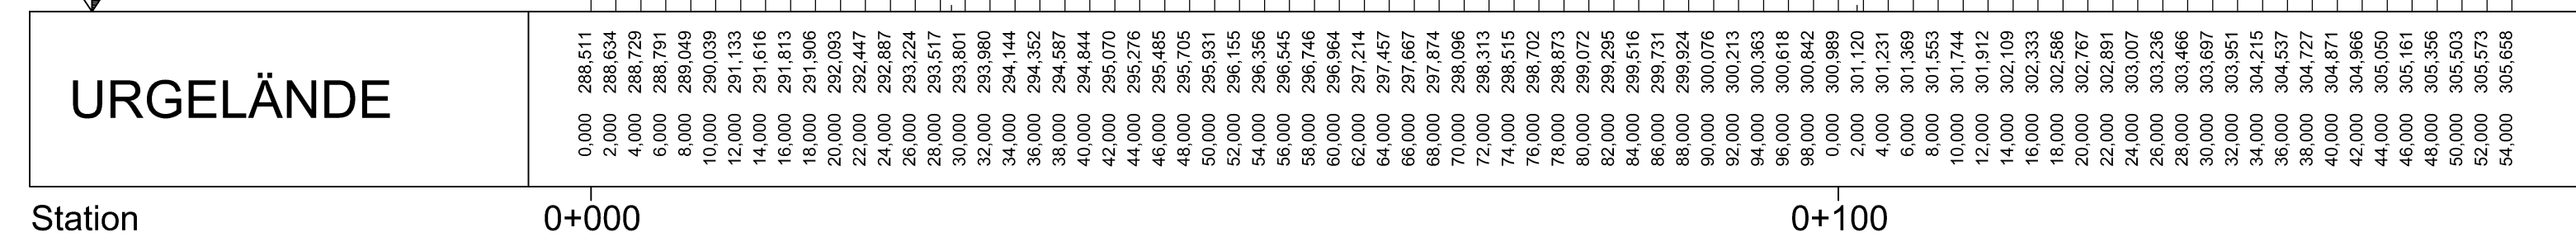 288,511 288,634 288,729 288,791 289,049 290,039 291,133 291,616 291,813 291,906 292,093 292,447 292,887 293,224 293,517 293,801 293,980 294,144 294,352 294,587 294,844 295,070 295,276 295,485 295,705 295,931 296,155 296,356 296,545 296,746 296,964 297,214 297,457 297,667 297,874 298,096 298,313 298,515 298,702 298,873 299,072 299,295 299,516 299,731 299,924 300,076 300,213 300,363 300,618 300,842 300,989 301,120 301,231 301,369 301,553 301,744 301,912 302,109 302,333 302,586 302,767 302,891 303,007 303,236 303,466 303,697 303,951 304,215 304,537 304,727 304,871 304,966 305,050 305,161 305,356 305,503 305,573 305,658
URGELÄNDE
0,000 2,000 4,000 6,000 8,000 10,000 12,000 14,000 16,000 18,000 20,000 22,000 24,000 26,000 28,000 30,000 32,000 34,000 36,000 38,000 40,000 42,000 44,000 46,000 48,000 50,000 52,000 54,000 56,000 58,000 60,000 62,000 64,000 66,000 68,000 70,000 72,000 74,000 76,000 78,000 80,000 82,000 84,000 86,000 88,000 90,000 92,000 94,000 96,000 98,000 0,000 2,000 4,000 6,000 8,000 10,000 12,000 14,000 16,000 18,000 20,000 22,000 24,000 26,000 28,000 30,000 32,000 34,000 36,000 38,000 40,000 42,000 44,000 46,000 48,000 50,000 52,000 54,000
Station 0+000 0+100